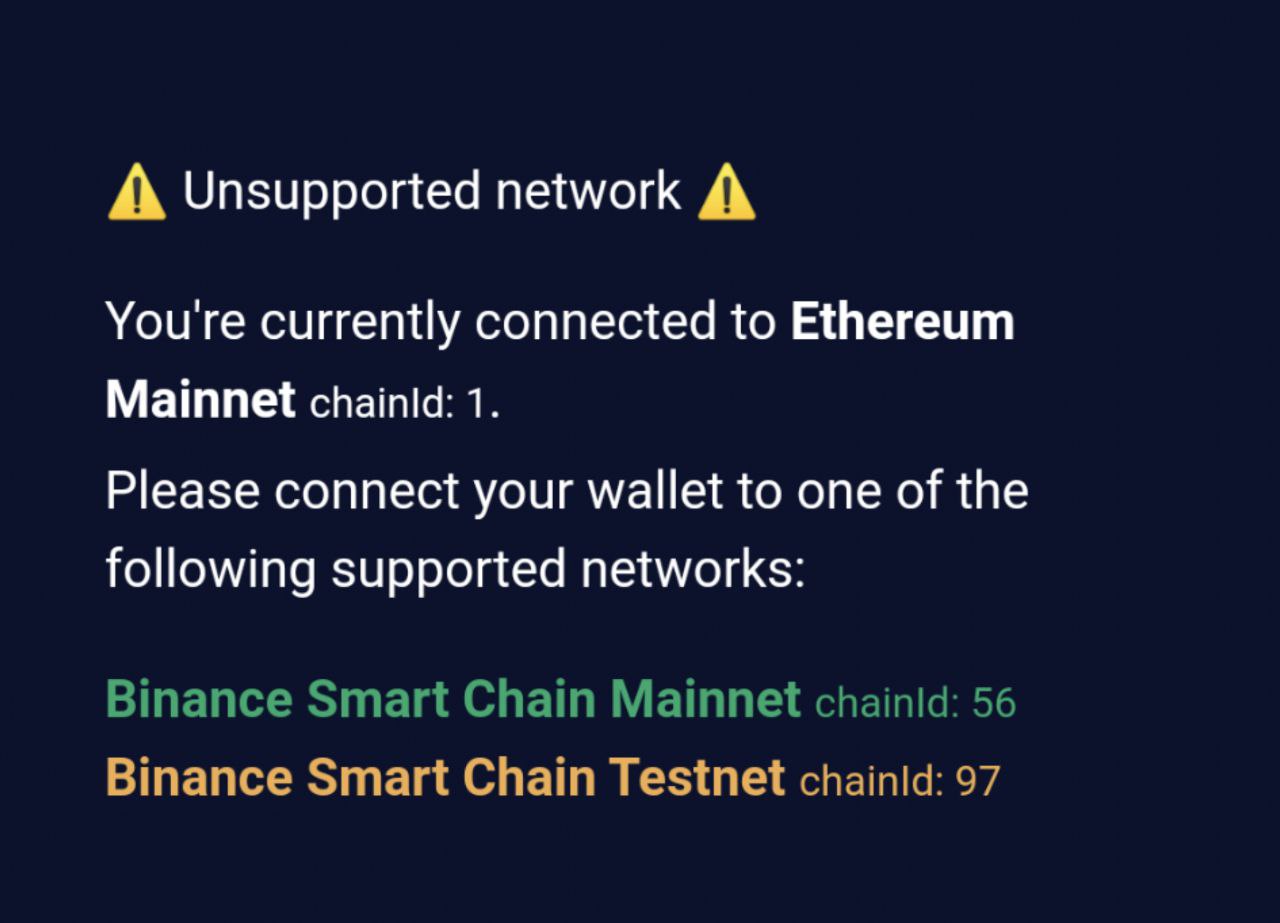 ⚠️ Unsupported network ⚠️
You're currently connected to Ethereum
Mainnet chainId: 1.
Please connect your wallet to one of the
following supported networks:
Binance Smart Chain Mainnet chainId: 56
Binance Smart Chain Testnet chainId: 97